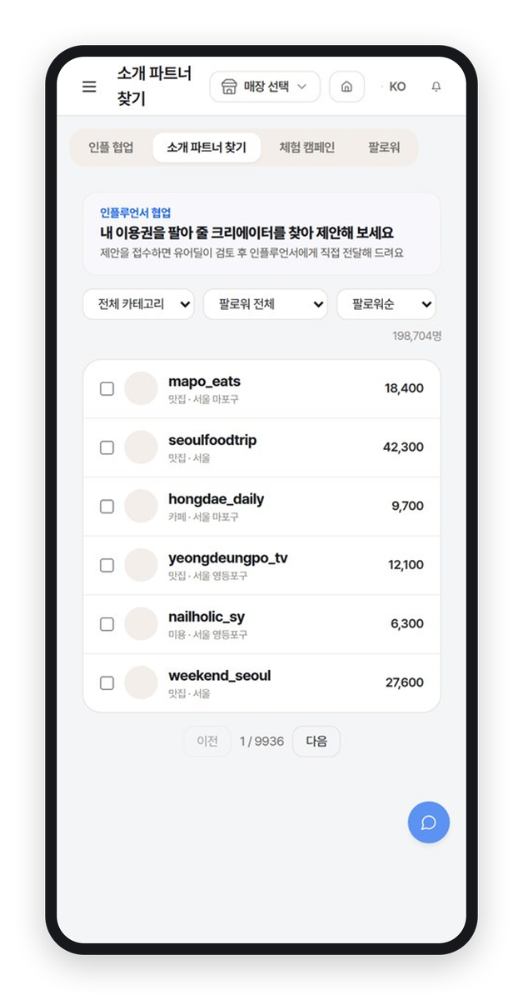 소개 파트너
찾기
매장 선택
KO
인플 협업
소개 파트너 찾기
체험 캠페인
팔로워
인플루언서 협업
내 이용권을 팔아 줄 크리에이터를 찾아 제안해 보세요
제안을 접수하면 유어딜이 검토 후 인플루언서에게 직접 전달해 드려요
전체 카테고리
팔로워 전체
팔로워순
198,704명
mapo_eats
18,400
맛집 · 서울 마포구
seoulfoodtrip
42,300
맛집 · 서울
hongdae_daily
9,700
카페 · 서울 마포구
yeongdeungpo_tv
12,100
맛집 · 서울 영등포구
nailholic_sy
6,300
미용 · 서울 영등포구
weekend_seoul
27,600
맛집 · 서울
이전
1 / 9936
다음